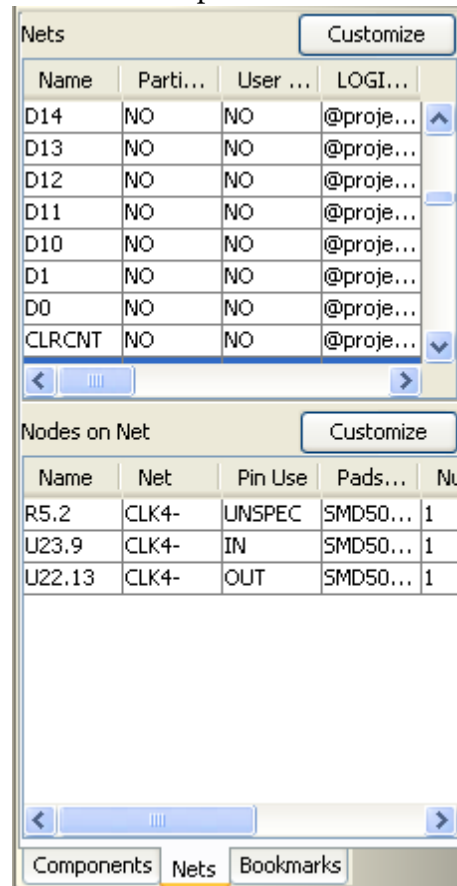 Nets Customize
Name Parti... User ... LOGI...
D14 NO NO @proje...
D13 NO NO @proje...
D12 NO NO @proje...
D11 NO NO @proje...
D10 NO NO @proje...
D1 NO NO @proje...
D0 NO NO @proje...
CLRCNT NO NO @proje...
Nodes on Net Customize
Name Net Pin Use Pads... Nu
R5.2 CLK4- UNSPEC SMD50... 1
U23.9 CLK4- IN SMD50... 1
U22.13 CLK4- OUT SMD50... 1
Components Nets Bookmarks